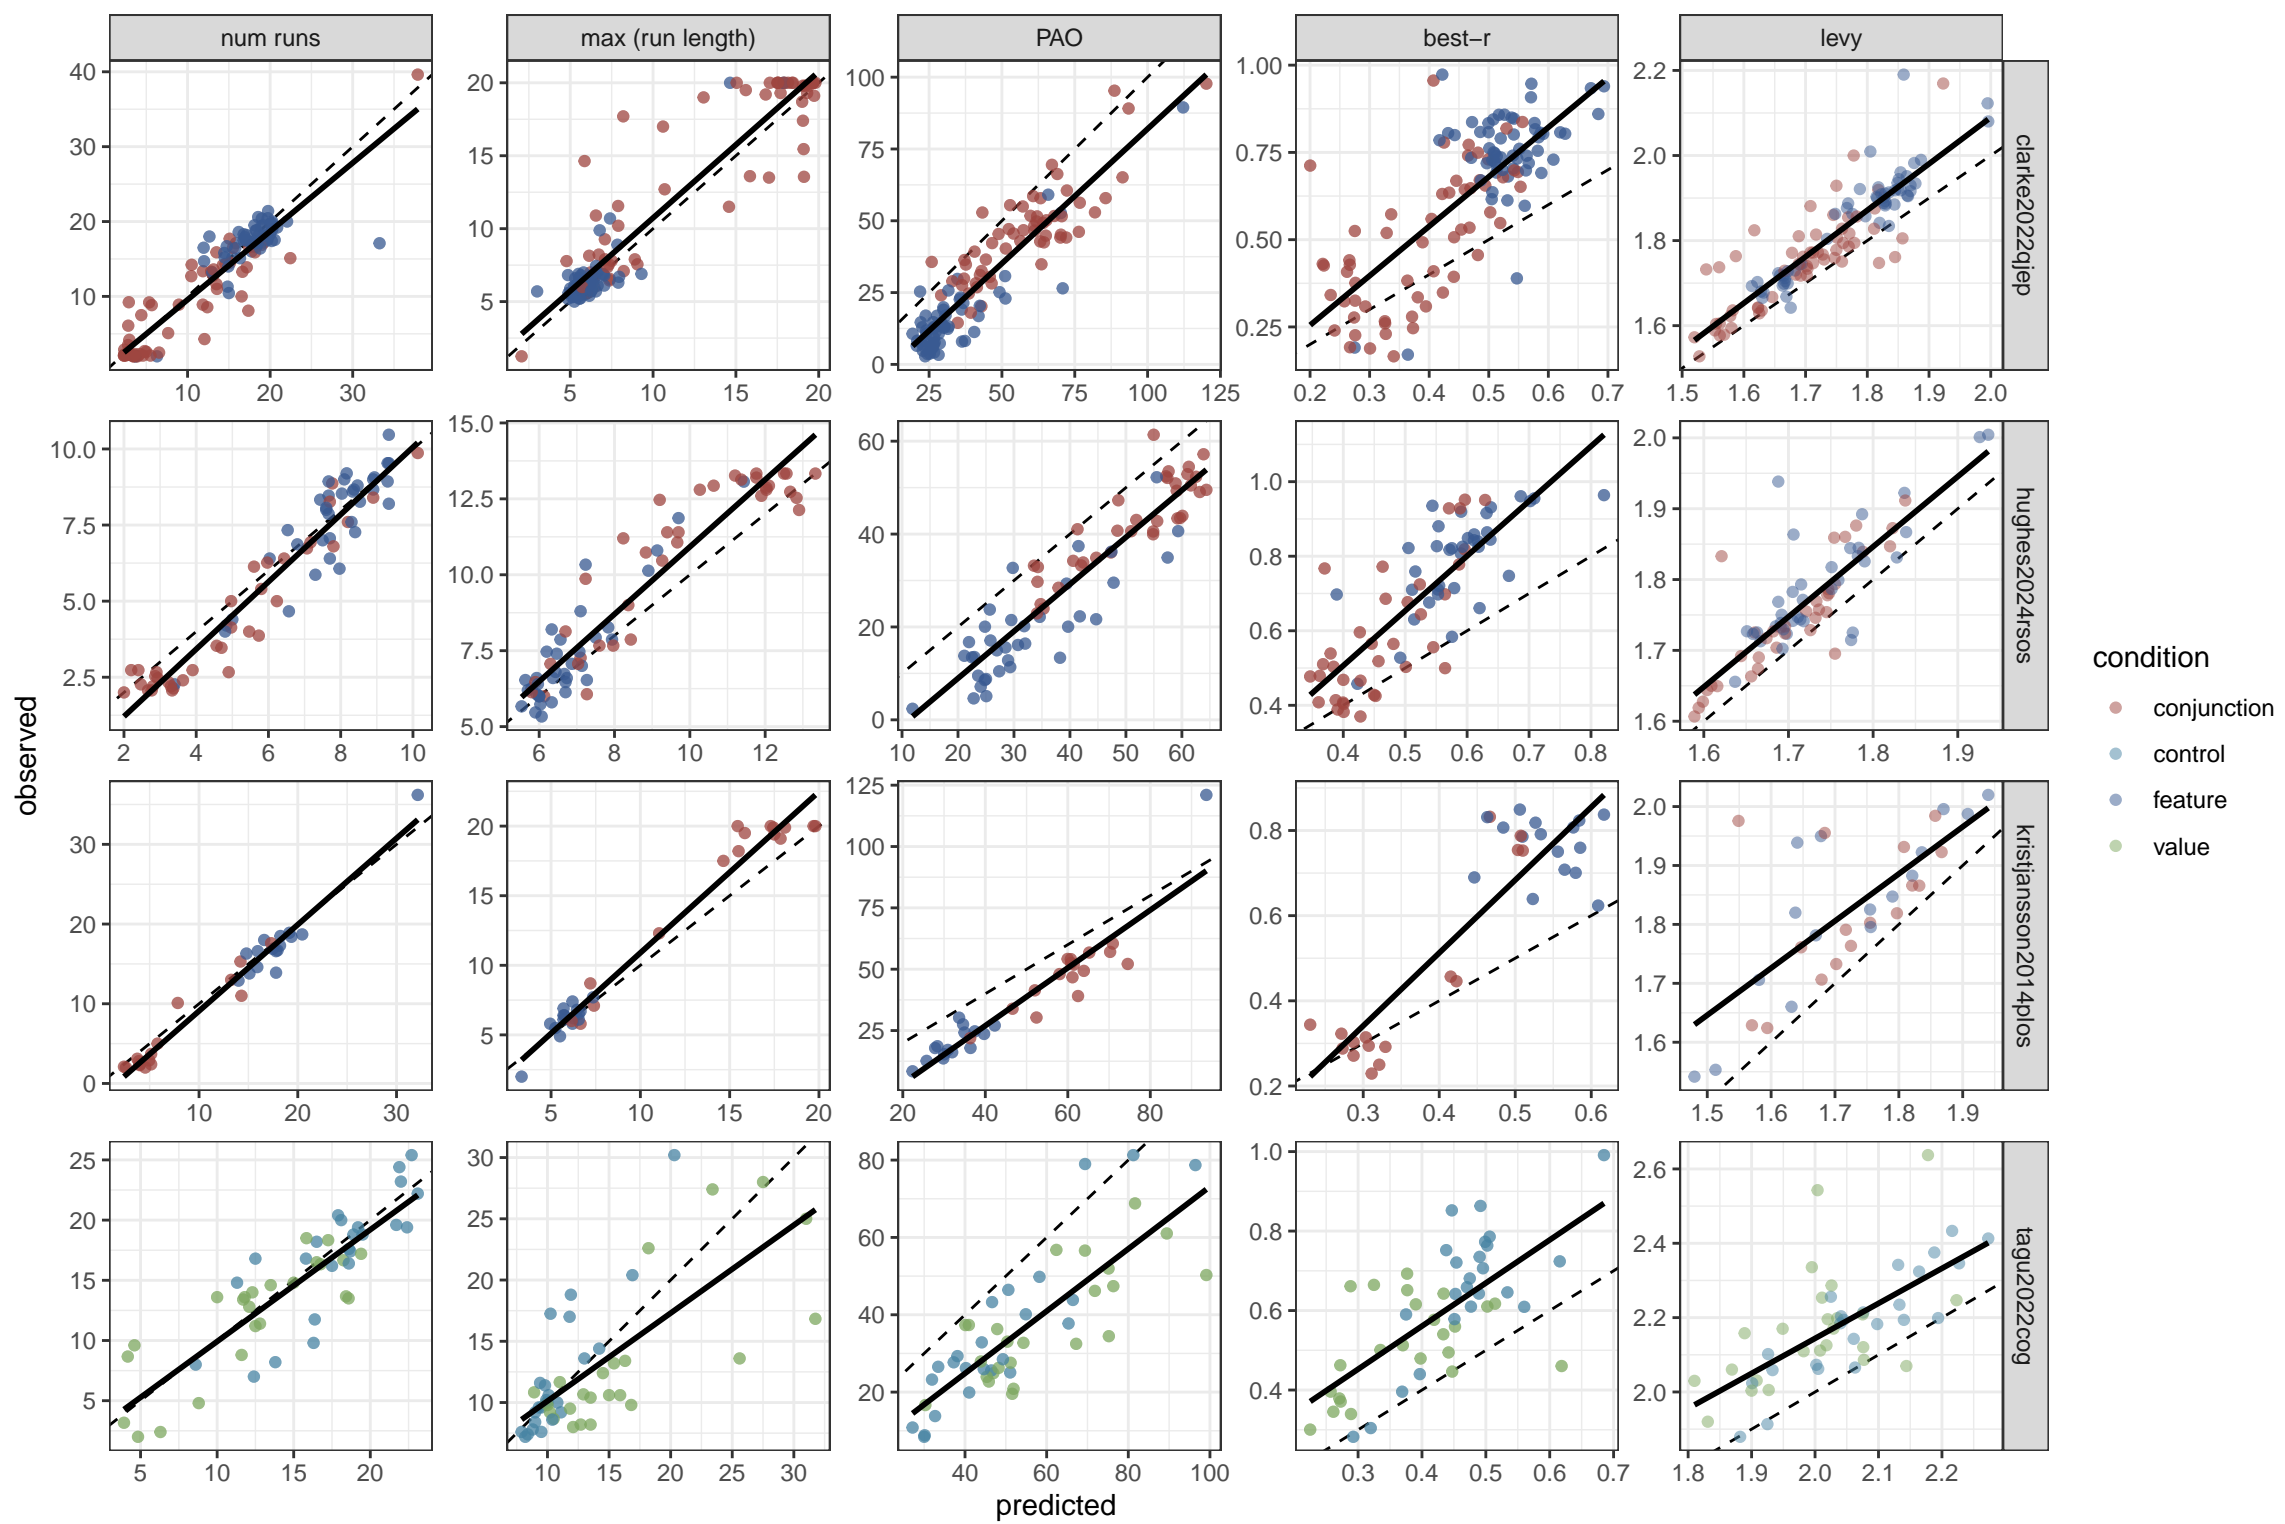 num runs max (run length) PAO best−r levy
40 30 20 10
20 15 10 5
100 75 50 25 0
1.00 0.75 0.50 0.25
2.2 2.0 1.8 1.6
clarke2022qjep
10 20 30
5 10 15 20
25 50 75 100 125
0.2 0.3 0.4 0.5 0.6 0.7
1.5 1.6 1.7 1.8 1.9 2.0
10.0 7.5 5.0 2.5
15.0 12.5 10.0 7.5 5.0
60 40 20 0
1.0 0.8 0.6 0.4
2.0 1.9 1.8 1.7 1.6
hughes2024rsos
2 4 6 8 10
6 8 10 12
10 20 30 40 50 60
0.4 0.5 0.6 0.7 0.8
1.6 1.7 1.8 1.9
observed
30 20 10 0
20 15 10 5
125 100 75 50 25
0.8 0.6 0.4 0.2
2.0 1.9 1.8 1.7 1.6
kristjansson2014plos
10 20 30
5 10 15 20
20 40 60 80
0.3 0.4 0.5 0.6
1.5 1.6 1.7 1.8 1.9
25 20 15 10 5
30 25 20 15 10
80 60 40 20
1.0 0.8 0.6 0.4
2.6 2.4 2.2 2.0
tagu2022cog
5 10 15 20
10 15 20 25 30
40 60 80 100
0.3 0.4 0.5 0.6 0.7
1.8 1.9 2.0 2.1 2.2
predicted
condition
conjunction
control
feature
value